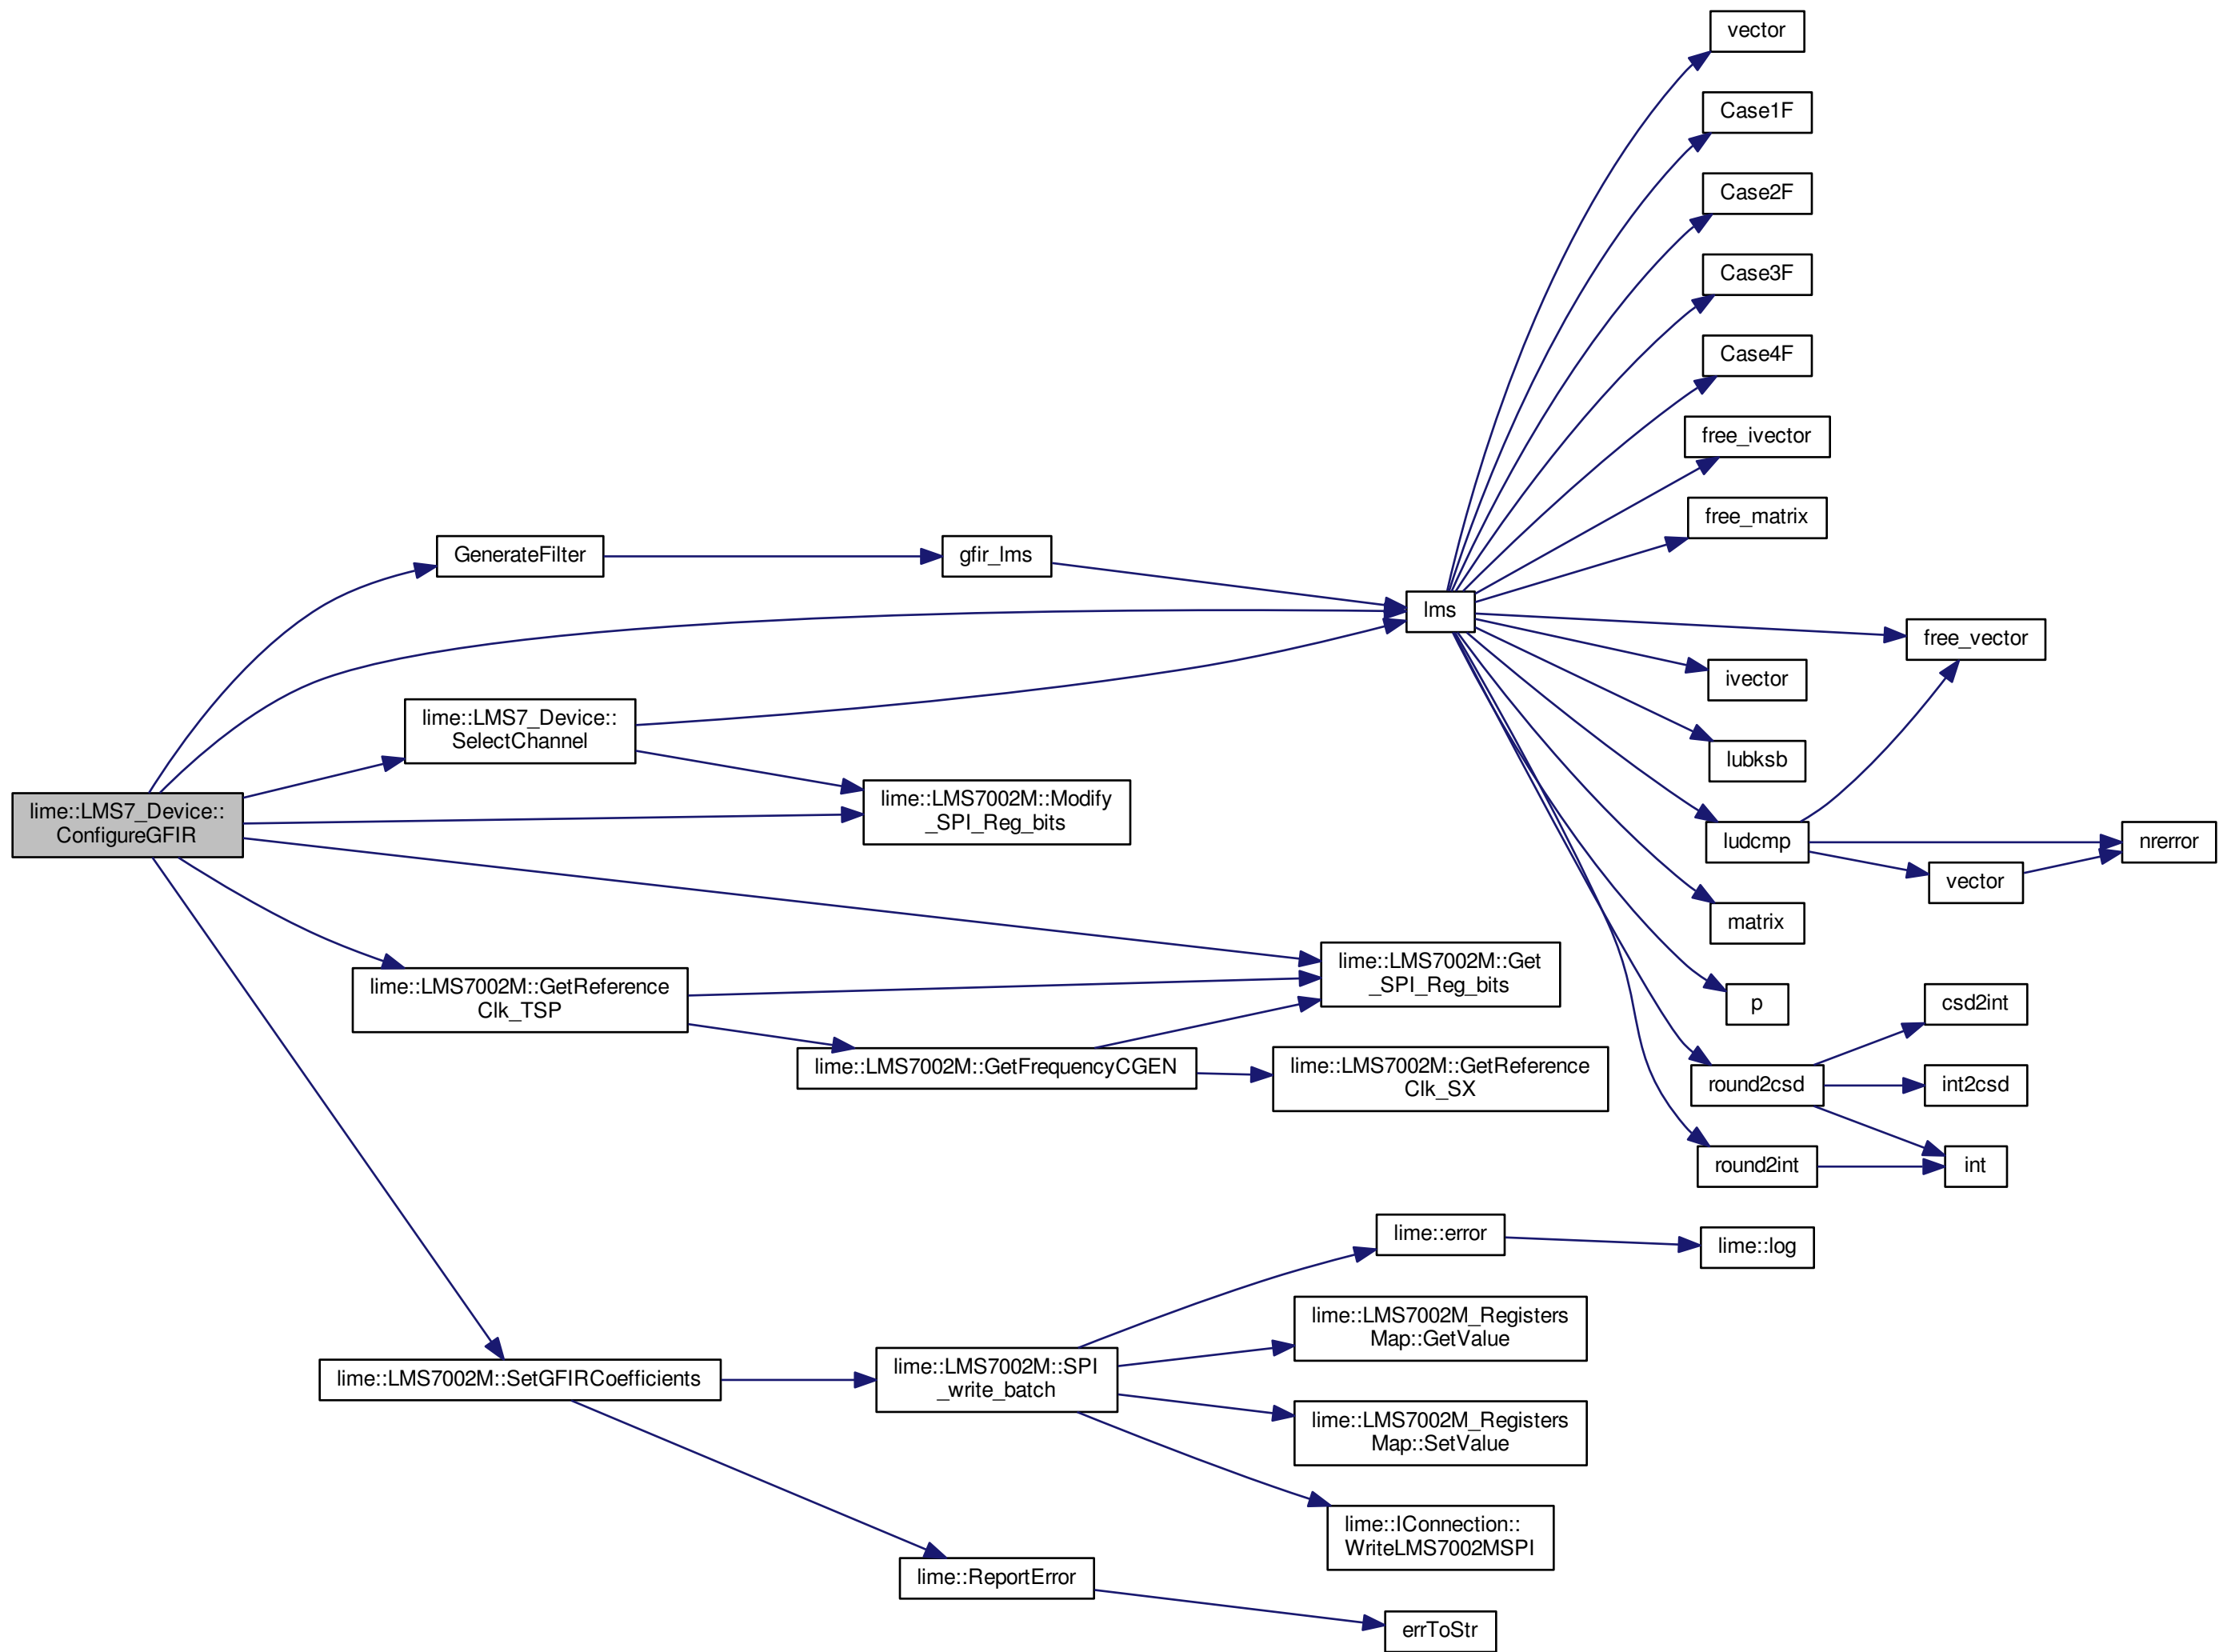 vector
Case1F
Case2F
Case3F
Case4F
free_ivector
free_matrix
GenerateFilter
gfir_lms
lms
free_vector
ivector
lime::LMS7_Device::
SelectChannel
lubksb
lime::LMS7002M::Modify
_SPI_Reg_bits
lime::LMS7_Device::
ConfigureGFIR
ludcmp
nrerror
vector
matrix
lime::LMS7002M::Get
_SPI_Reg_bits
lime::LMS7002M::GetReference
Clk_TSP
p
csd2int
lime::LMS7002M::GetFrequencyCGEN
lime::LMS7002M::GetReference
Clk_SX
round2csd
int2csd
round2int
int
lime::error
lime::log
lime::LMS7002M_Registers
Map::GetValue
lime::LMS7002M::SetGFIRCoefficients
lime::LMS7002M::SPI
_write_batch
lime::LMS7002M_Registers
Map::SetValue
lime::IConnection::
WriteLMS7002MSPI
lime::ReportError
errToStr